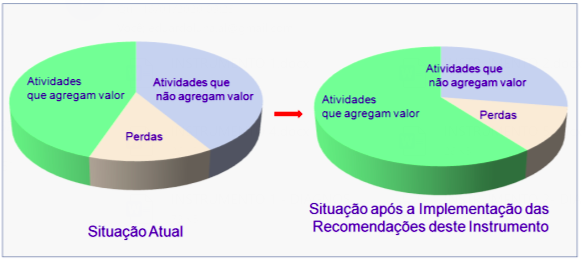 Atividades
que agregam valor
Atividades que
não agregam valor
Perdas
Situação Atual
Atividades que
não agregam valor
Atividades
que agregam valor
Perdas
Situação após a Implementação das
Recomendações deste Instrumento